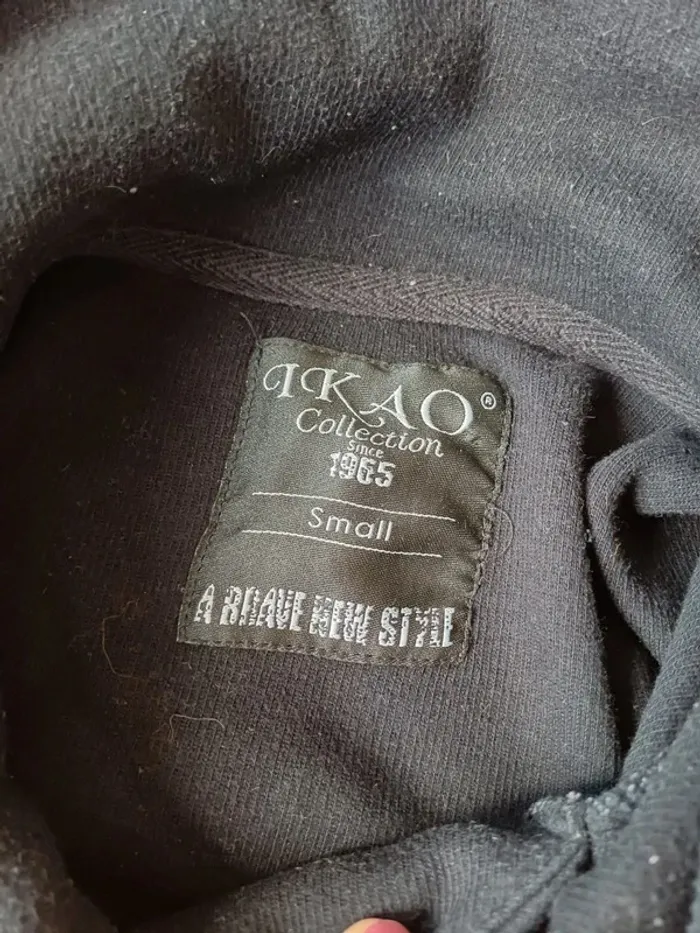 IKAO®
Collection
Since
1965
Small
A BRAVE NEW STYLE